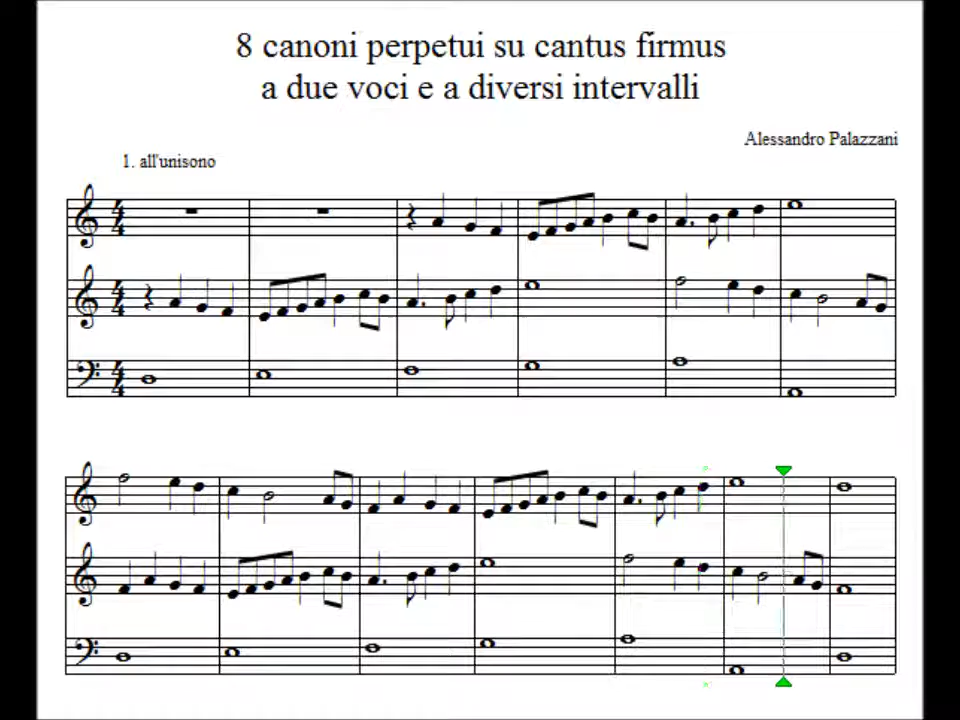 8 canoni perpetui su cantus firmus
a due voci e a diversi intervalli
Alessandro Palazzani
1. all'unisono